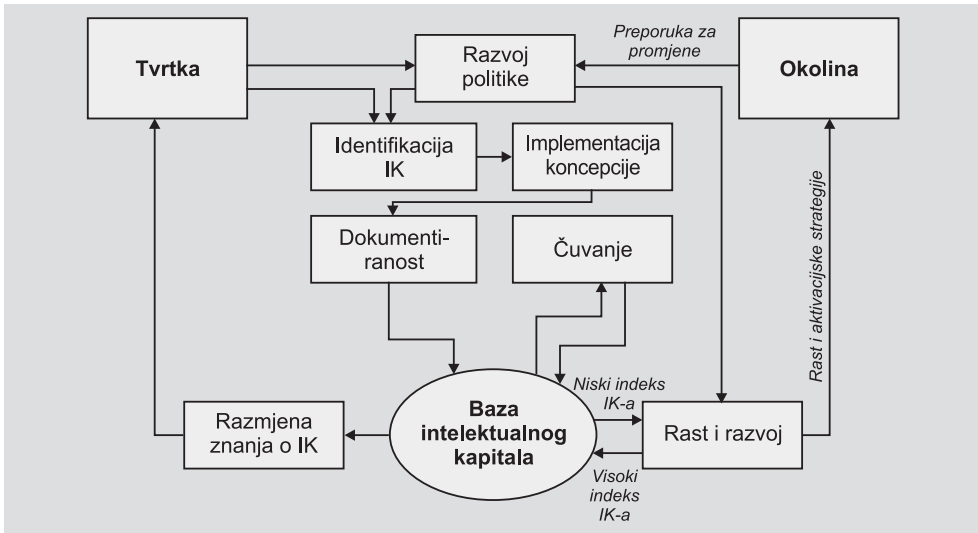 Tvrtka
Razvoj
politike
Preporuka za
promjene
Okolina
Identifikacija
IK
Implementacija
koncepcije
Dokumenti-
ranost
Čuvanje
Rast i aktivacijske strategije
Razmjena
znanja o IK
Baza
intelektualnog
kapitala
Niski indeks
IK-a
Rast i razvoj
Visoki
indeks
IK-a